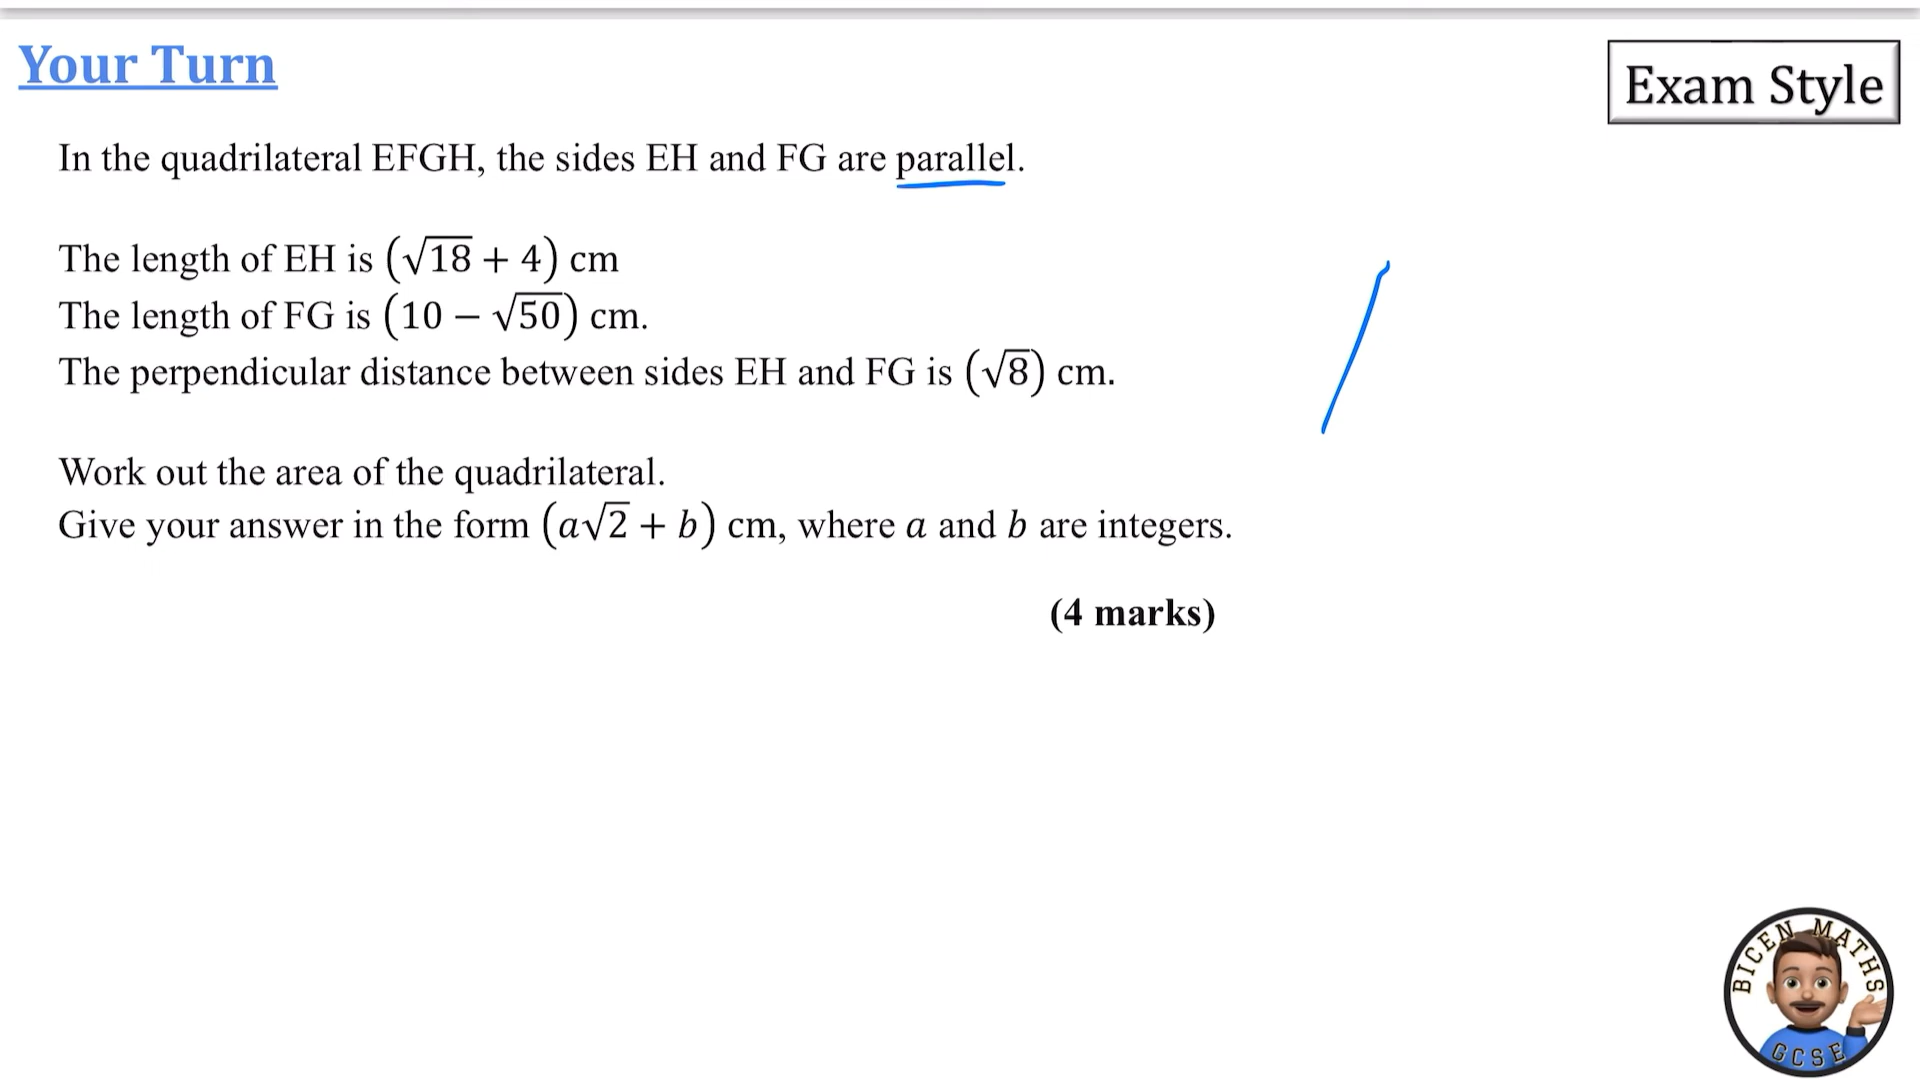 Your Turn
Exam Style
In the quadrilateral EFGH, the sides EH and FG are parallel.
The length of EH is (√18 + 4) cm
The length of FG is (10 − √50) cm.
The perpendicular distance between sides EH and FG is (√8) cm.
Work out the area of the quadrilateral.
Give your answer in the form (a√2 + b) cm, where a and b are integers.
(4 marks)
BICEN MATHS
GCSE